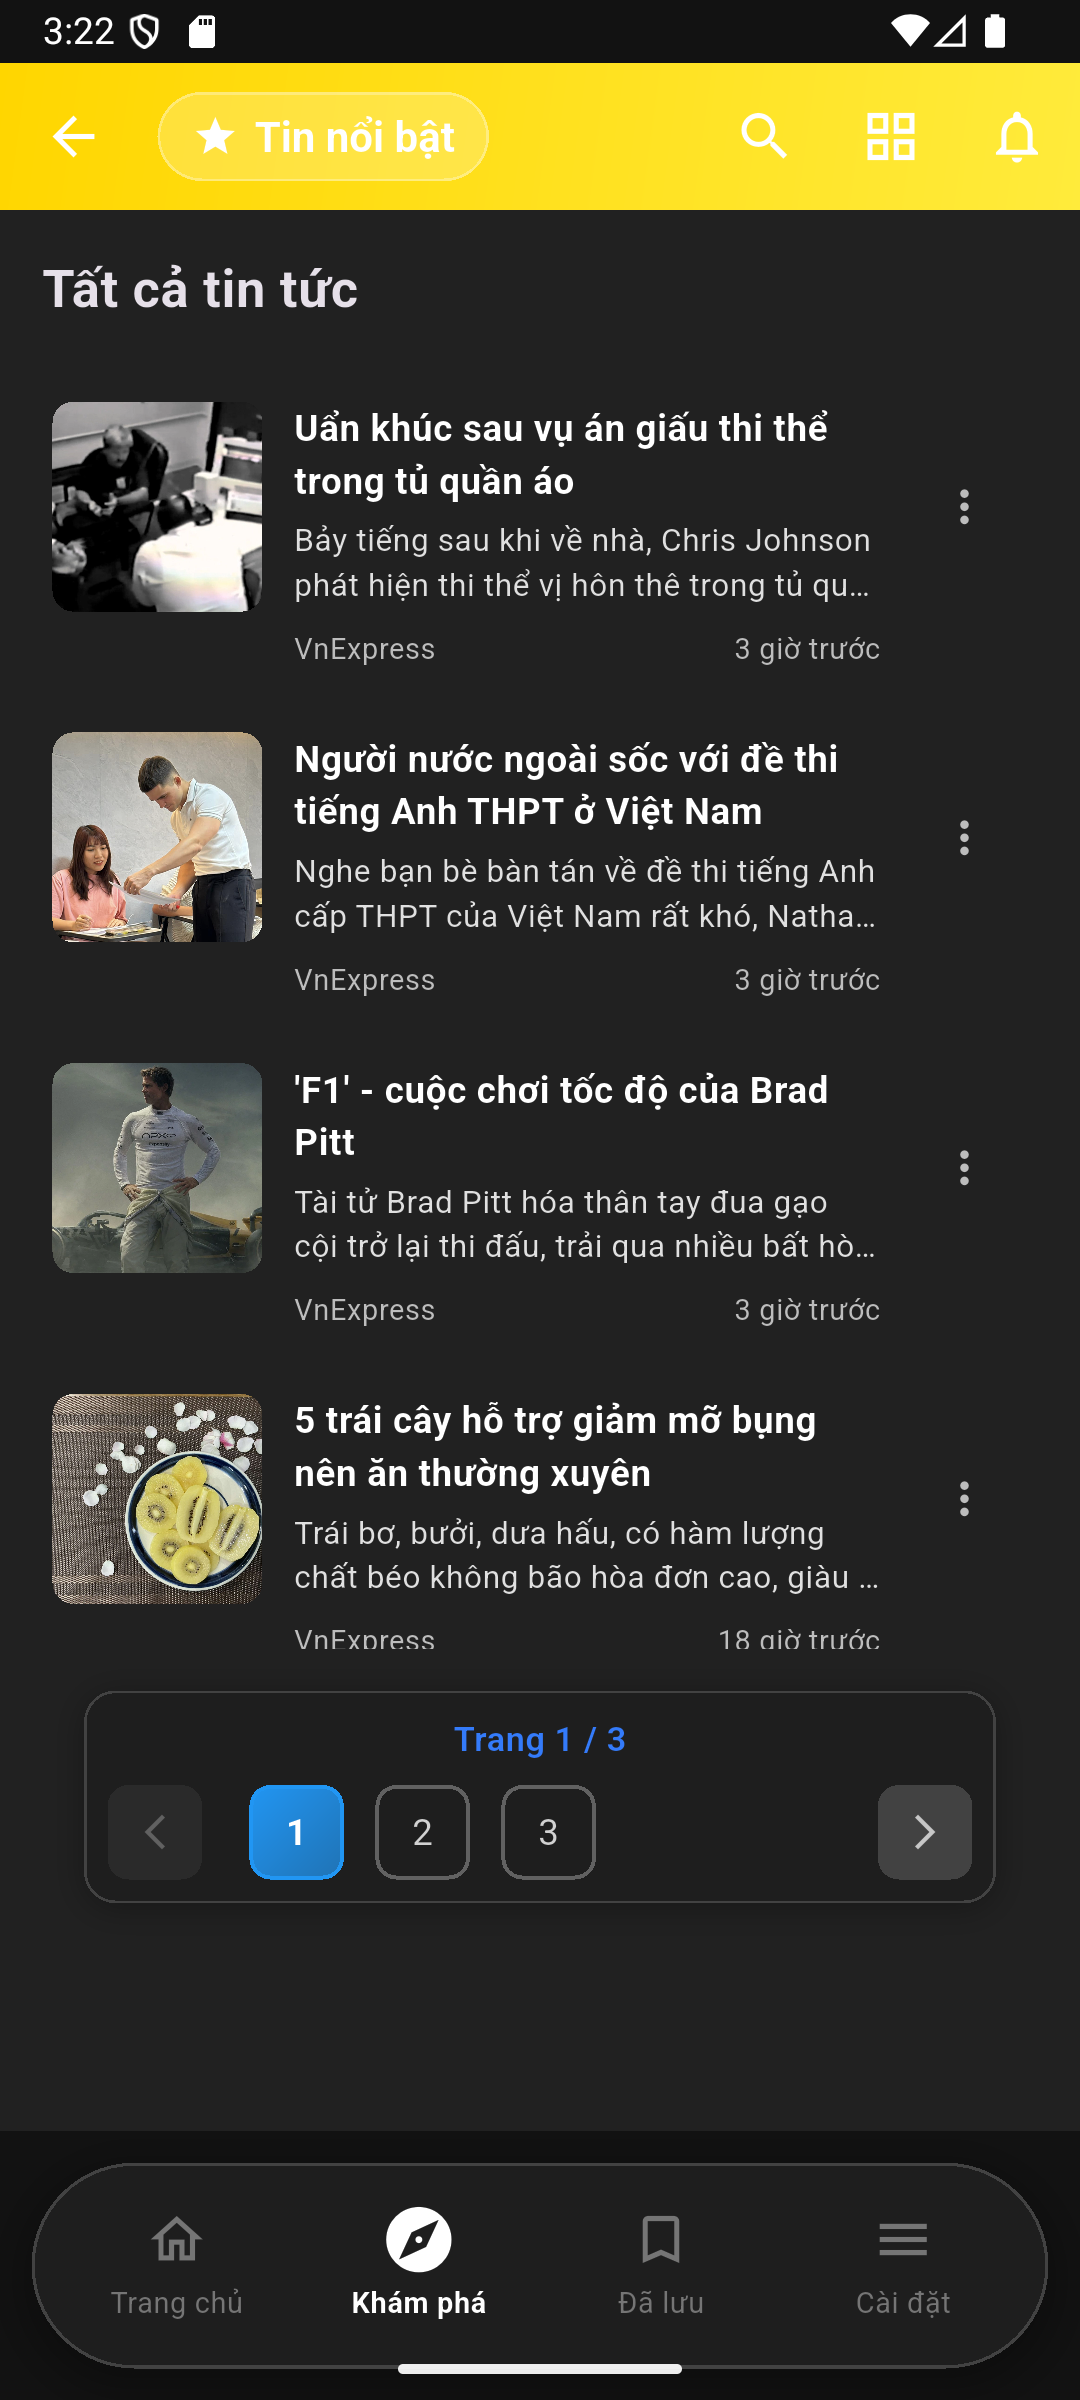 3:22
Tin nổi bật
Tất cả tin tức
Uẩn khúc sau vụ án giấu thi thể
trong tủ quần áo
Bảy tiếng sau khi về nhà, Chris Johnson
phát hiện thi thể vị hôn thê trong tủ qu...
VnExpress 3 giờ trước
Người nước ngoài sốc với đề thi
tiếng Anh THPT ở Việt Nam
Nghe bạn bè bàn tán về đề thi tiếng Anh
cấp THPT của Việt Nam rất khó, Natha...
VnExpress 3 giờ trước
'F1' - cuộc chơi tốc độ của Brad
Pitt
Tài tử Brad Pitt hóa thân tay đua gạo
cội trở lại thi đấu, trải qua nhiều bất hò...
VnExpress 3 giờ trước
5 trái cây hỗ trợ giảm mỡ bụng
nên ăn thường xuyên
Trái bơ, bưởi, dưa hấu, có hàm lượng
chất béo không bão hòa đơn cao, giàu ...
VnExpress 18 giờ trước
Trang 1 / 3
1 2 3
Trang chủ Khám phá Đã lưu Cài đặt